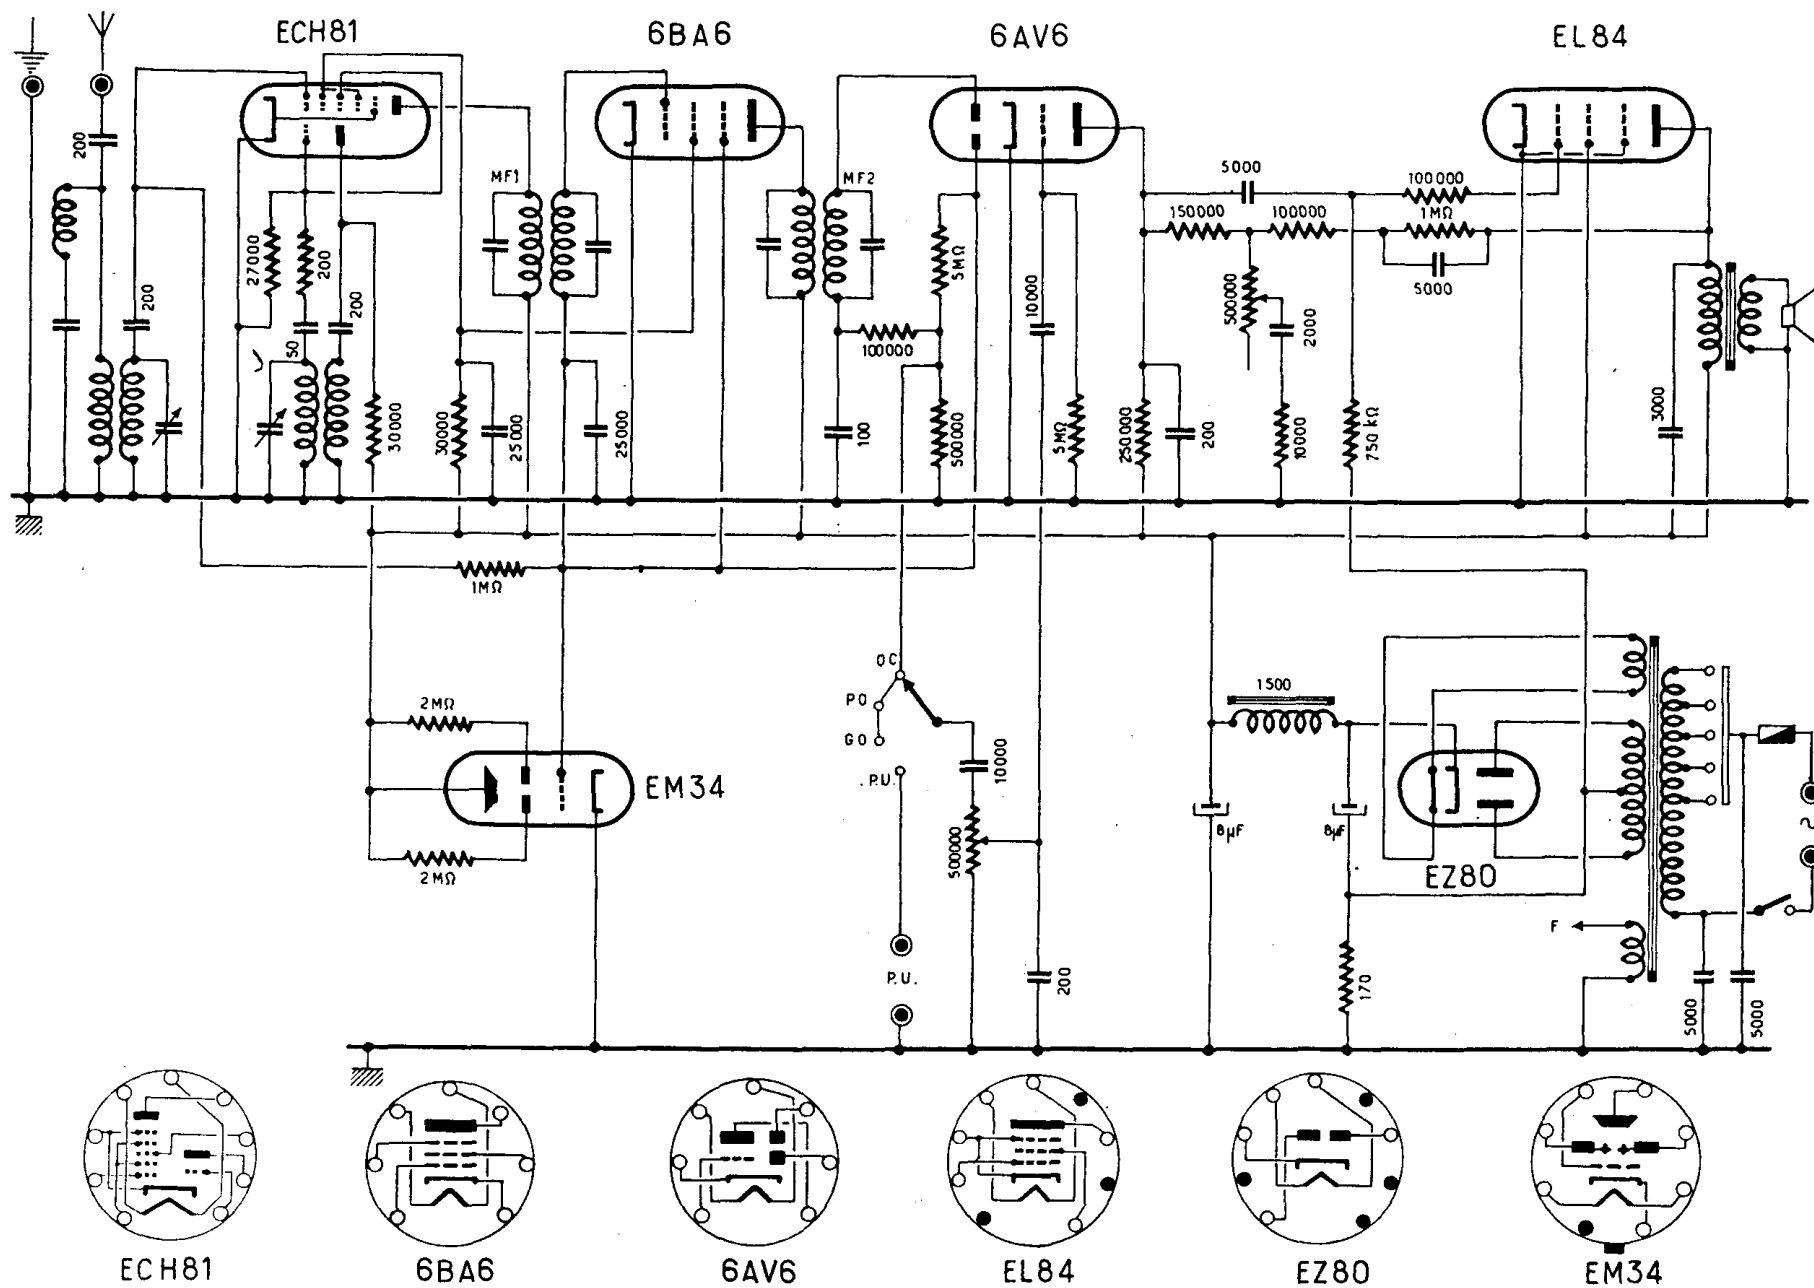 ECH81
6BA6
6AV6
EL84
200
MF1
MF2
5000
100000
150000
100000
1MΩ
5000
27000
200
200
200
50
5MΩ
10000
500000
2000
100000
30000
30000
25000
25000
100
500000
5MΩ
250000
200
10000
750 kΩ
3000
1MΩ
OC
PO
GO
P.U.
2MΩ
2MΩ
EM34
10000
500000
1500
8μF
8μF
EZ80
F
P.U.
200
170
5000
5000
ECH81
6BA6
6AV6
EL84
EZ80
EM34